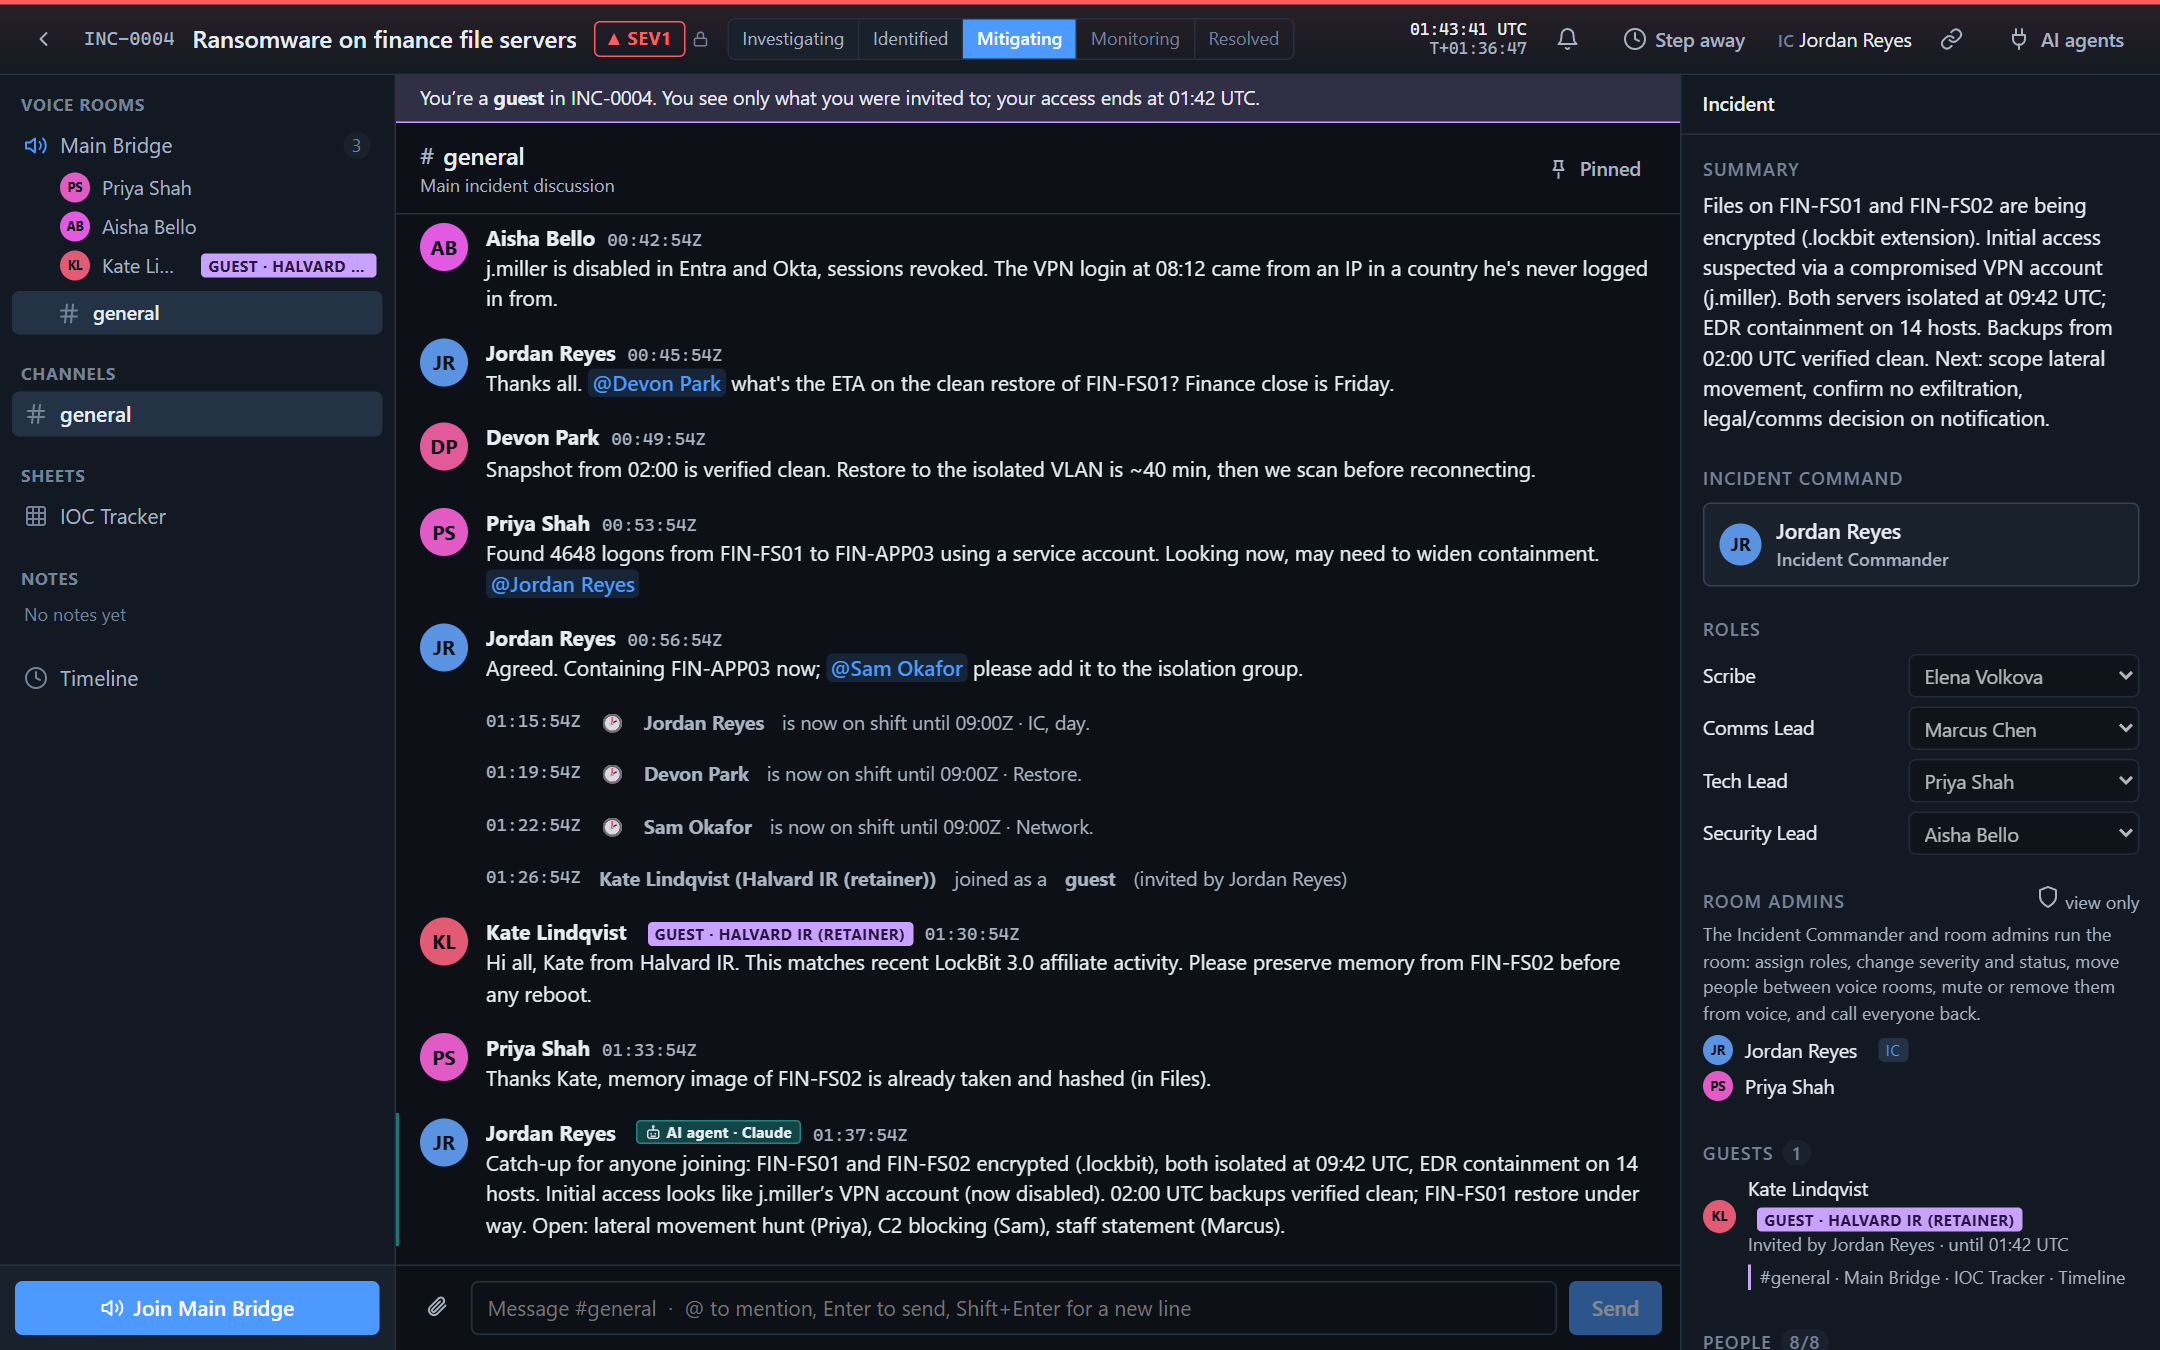 INC-0004 Ransomware on finance file servers ▲ SEV1 Investigating Identified Mitigating Monitoring Resolved 01:43:41 UTC Step away IC Jordan Reyes AI agents
T+01:36:47
VOICE ROOMS
Main Bridge 3
PS Priya Shah
AB Aisha Bello
KL Kate Li... GUEST · HALVARD ...
# general
CHANNELS
# general
SHEETS
IOC Tracker
NOTES
No notes yet
Timeline
Join Main Bridge
You're a guest in INC-0004. You see only what you were invited to; your access ends at 01:42 UTC.
# general
Main incident discussion
Pinned
AB Aisha Bello 00:42:54Z
j.miller is disabled in Entra and Okta, sessions revoked. The VPN login at 08:12 came from an IP in a country he's never logged
in from.
JR Jordan Reyes 00:45:54Z
Thanks all. @Devon Park what's the ETA on the clean restore of FIN-FS01? Finance close is Friday.
DP Devon Park 00:49:54Z
Snapshot from 02:00 is verified clean. Restore to the isolated VLAN is ~40 min, then we scan before reconnecting.
PS Priya Shah 00:53:54Z
Found 4648 logons from FIN-FS01 to FIN-APP03 using a service account. Looking now, may need to widen containment.
@Jordan Reyes
JR Jordan Reyes 00:56:54Z
Agreed. Containing FIN-APP03 now; @Sam Okafor please add it to the isolation group.
01:15:54Z Jordan Reyes is now on shift until 09:00Z · IC, day.
01:19:54Z Devon Park is now on shift until 09:00Z · Restore.
01:22:54Z Sam Okafor is now on shift until 09:00Z · Network.
01:26:54Z Kate Lindqvist (Halvard IR (retainer)) joined as a guest (invited by Jordan Reyes)
KL Kate Lindqvist GUEST · HALVARD IR (RETAINER) 01:30:54Z
Hi all, Kate from Halvard IR. This matches recent LockBit 3.0 affiliate activity. Please preserve memory from FIN-FS02 before
any reboot.
PS Priya Shah 01:33:54Z
Thanks Kate, memory image of FIN-FS02 is already taken and hashed (in Files).
JR Jordan Reyes AI agent · Claude 01:37:54Z
Catch-up for anyone joining: FIN-FS01 and FIN-FS02 encrypted (.lockbit), both isolated at 09:42 UTC, EDR containment on 14
hosts. Initial access looks like j.miller's VPN account (now disabled). 02:00 UTC backups verified clean; FIN-FS01 restore under
way. Open: lateral movement hunt (Priya), C2 blocking (Sam), staff statement (Marcus).
Message #general · @ to mention, Enter to send, Shift+Enter for a new line
Send
Incident
SUMMARY
Files on FIN-FS01 and FIN-FS02 are being
encrypted (.lockbit extension). Initial access
suspected via a compromised VPN account
(j.miller). Both servers isolated at 09:42 UTC;
EDR containment on 14 hosts. Backups from
02:00 UTC verified clean. Next: scope lateral
movement, confirm no exfiltration,
legal/comms decision on notification.
INCIDENT COMMAND
JR Jordan Reyes
Incident Commander
ROLES
Scribe Elena Volkova
Comms Lead Marcus Chen
Tech Lead Priya Shah
Security Lead Aisha Bello
ROOM ADMINS view only
The Incident Commander and room admins run the
room: assign roles, change severity and status, move
people between voice rooms, mute or remove them
from voice, and call everyone back.
JR Jordan Reyes IC
PS Priya Shah
GUESTS 1
Kate Lindqvist
KL GUEST · HALVARD IR (RETAINER)
Invited by Jordan Reyes · until 01:42 UTC
#general · Main Bridge · IOC Tracker · Timeline
PEOPLE 8/8